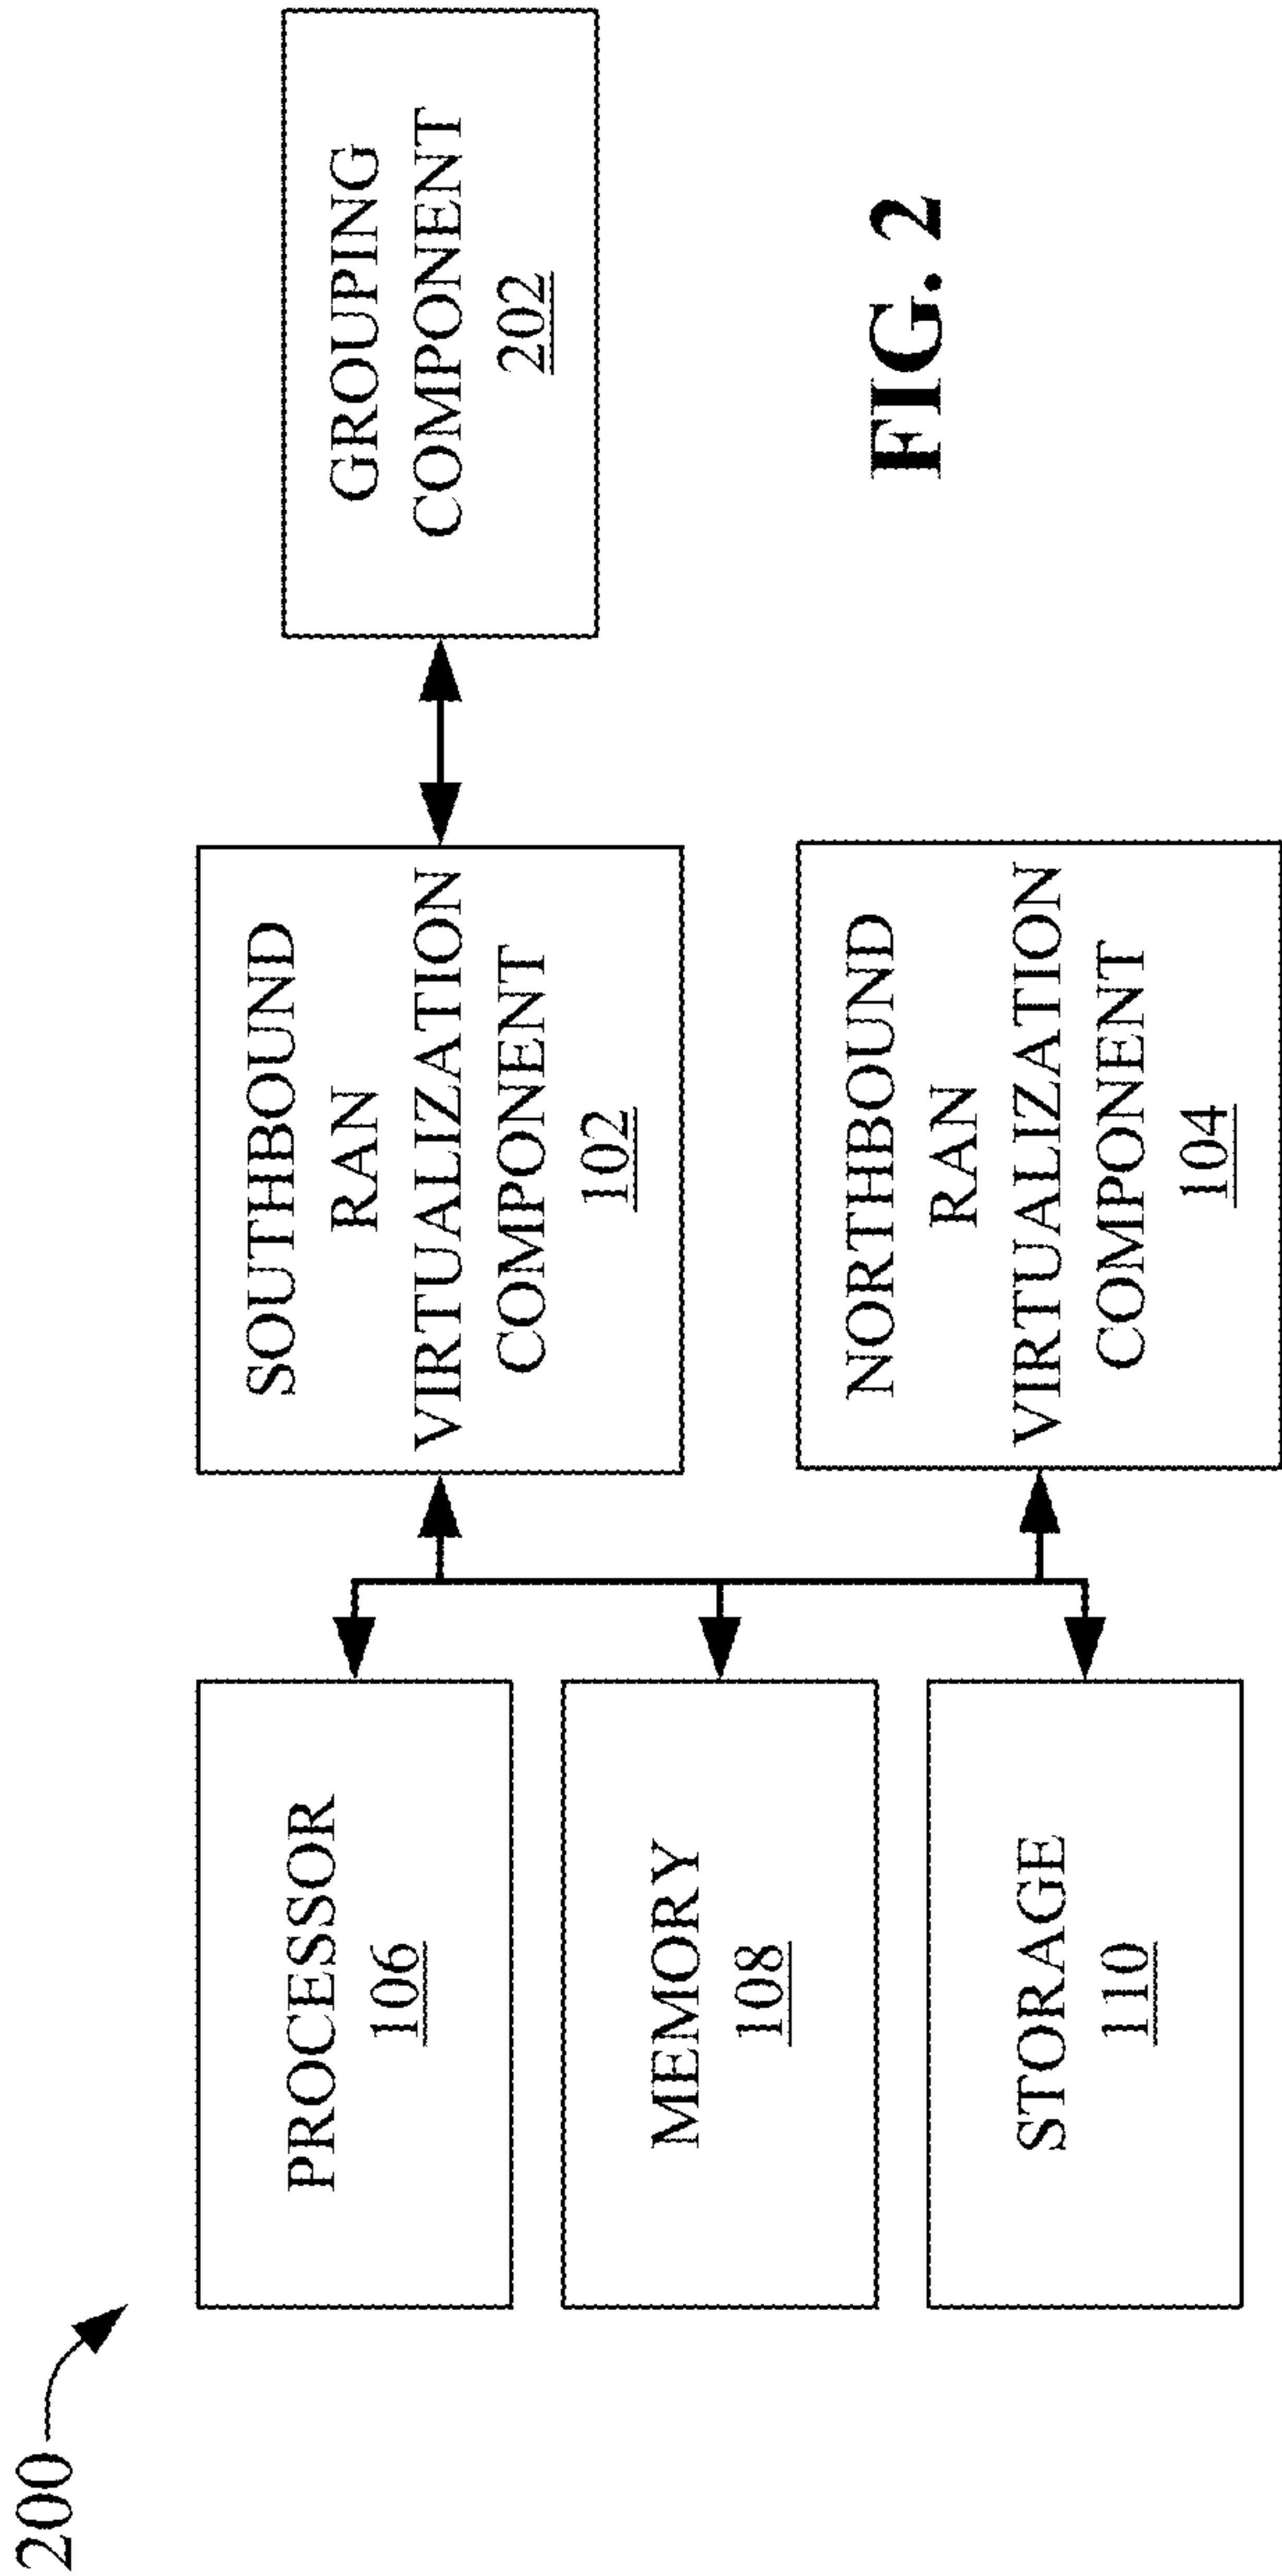 200
PROCESSOR
106
MEMORY
108
STORAGE
110
SOUTHBOUND
RAN
VIRTUALIZATION
COMPONENT
102
NORTHBOUND
RAN
VIRTUALIZATION
COMPONENT
104
GROUPING
COMPONENT
202
FIG. 2